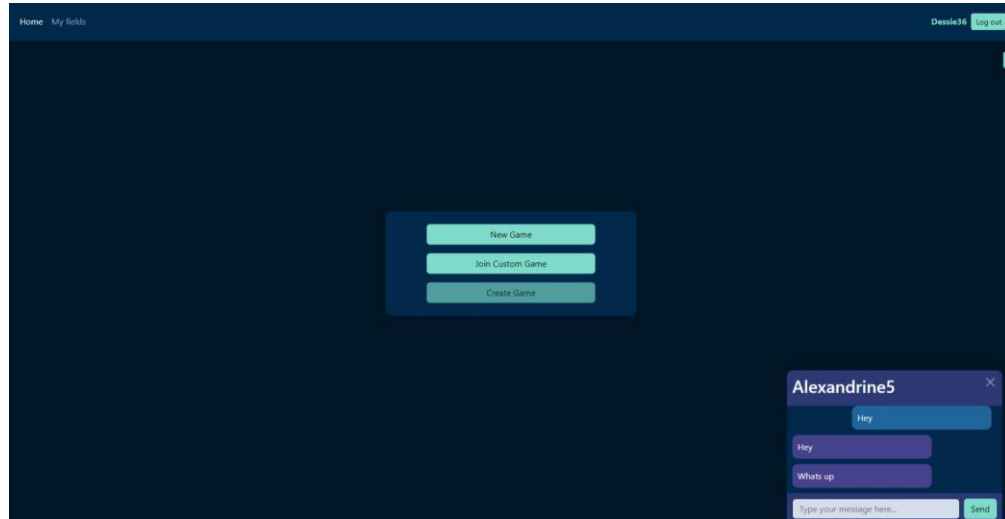 Home My fields Dessie36 Log out
New Game
Join Custom Game
Create Game
Alexandrine5
Hey
Hey
Whats up
Type your message here... Send